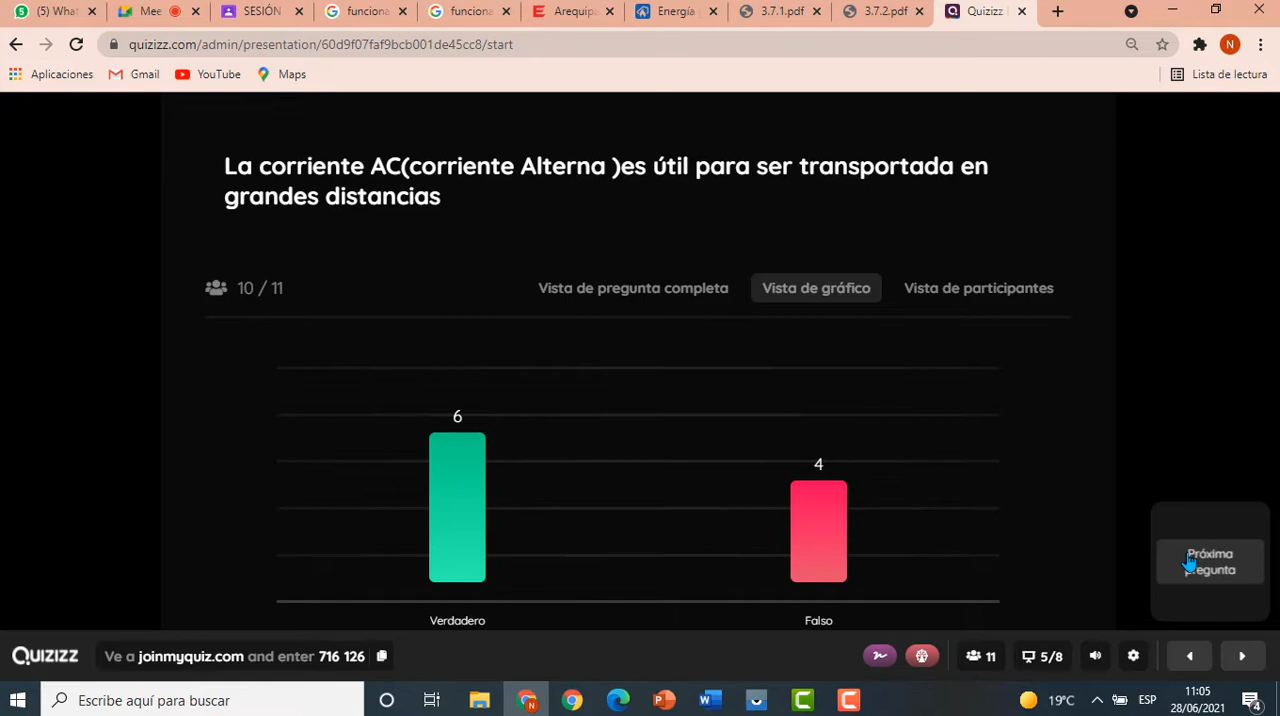 (5) What
Mee
SESIÓN
funciona
funciona
Arequipa
Energía
3.7.1.pdf
3.7.2.pdf
Quizizz
quizizz.com/admin/presentation/60d9f07faf9bcb001de45cc8/start
N
Aplicaciones
Gmail
YouTube
Maps
Lista de lectura
La corriente AC(corriente Alterna )es útil para ser transportada en
grandes distancias
10 / 11
Vista de pregunta completa
Vista de gráfico
Vista de participantes
6
4
Verdadero
Falso
Próxima
pregunta
Quizizz
Ve a joinmyquiz.com and enter 716 126
11
5/8
Escribe aquí para buscar
19°C
ESP
11:05
28/06/2021
4